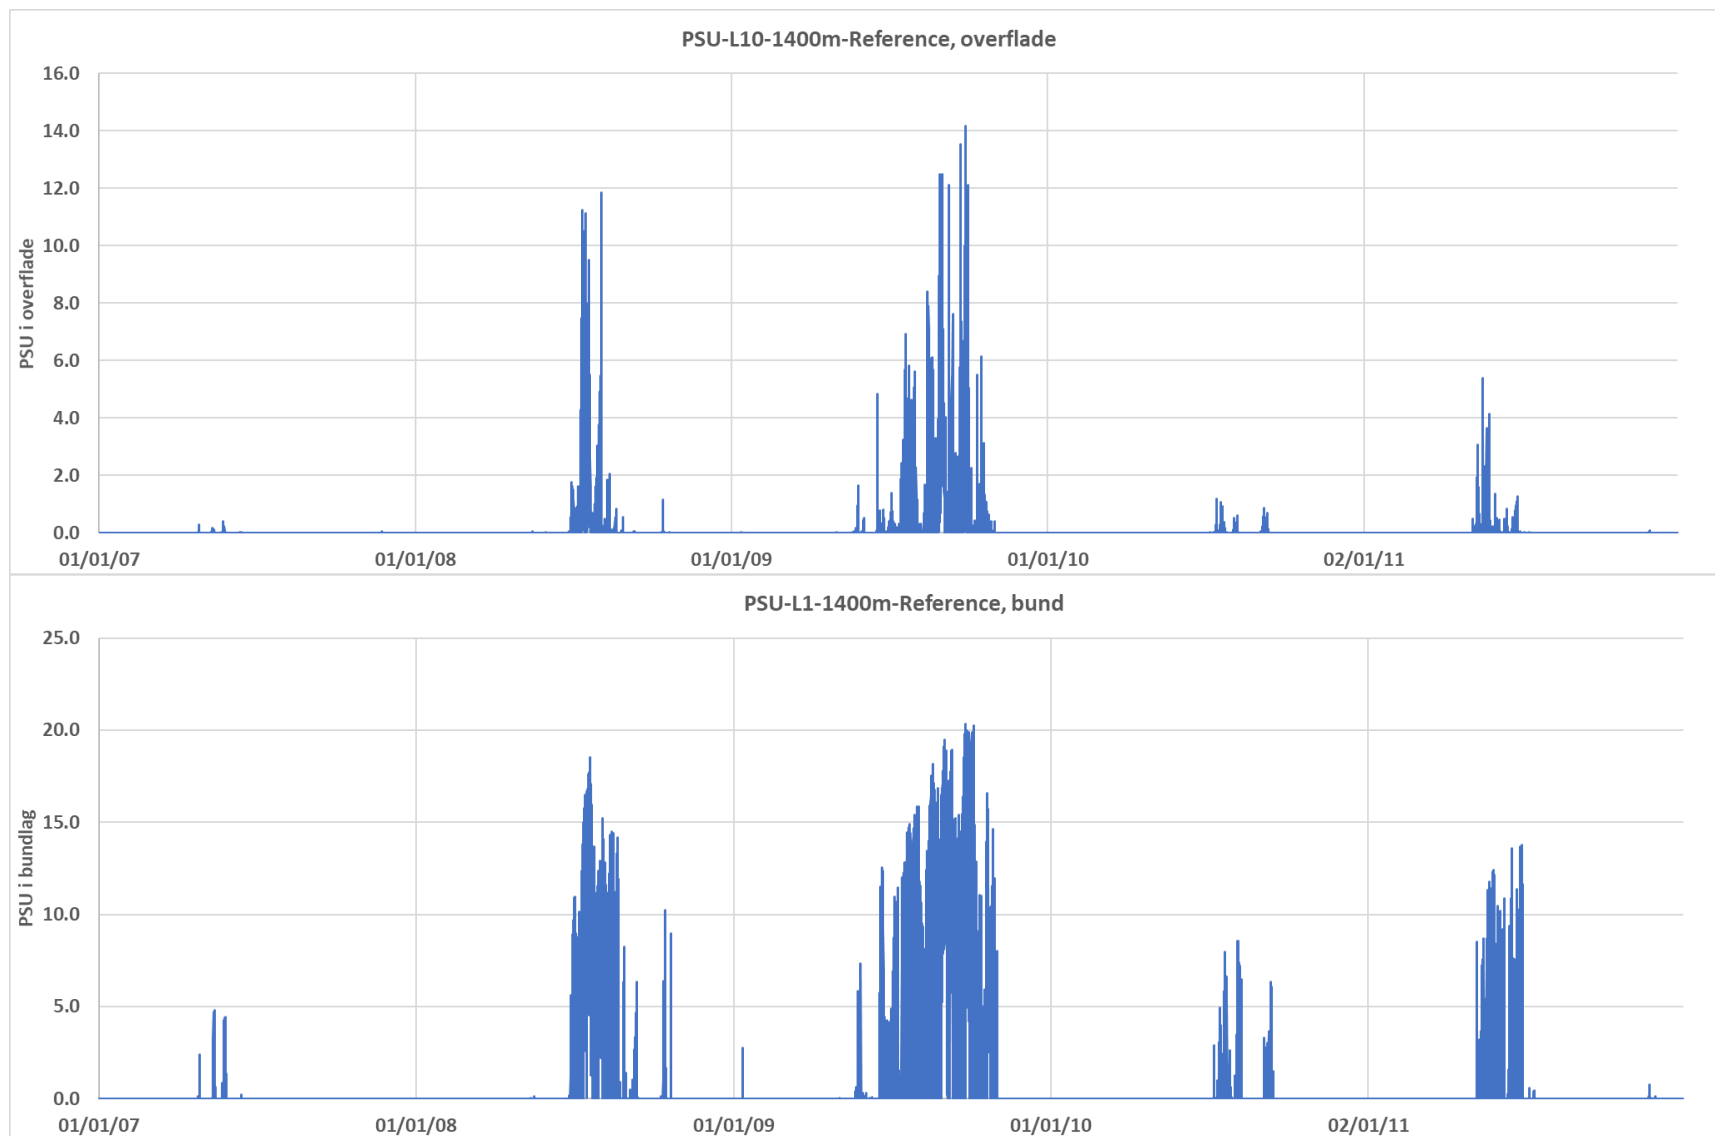 PSU-L10-1400m-Reference, overflade
PSU i overflade
16.0
14.0
12.0
10.0
8.0
6.0
4.0
2.0
0.0
01/01/07 01/01/08 01/01/09 01/01/10 02/01/11
PSU-L1-1400m-Reference, bund
PSU i bundlag
25.0
20.0
15.0
10.0
5.0
0.0
01/01/07 01/01/08 01/01/09 01/01/10 02/01/11